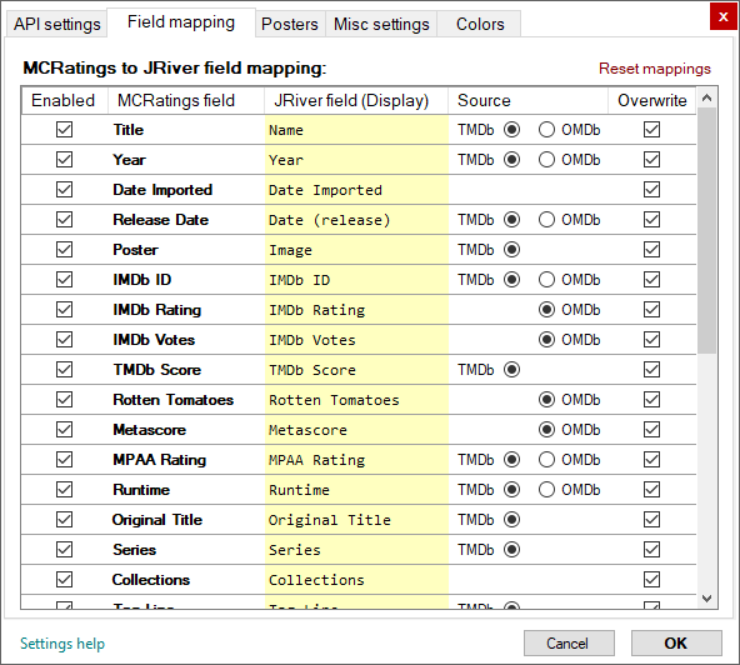 API settings Field mapping Posters Misc settings Colors x
MCRatings to JRiver field mapping: Reset mappings
Enabled MCRatings field JRiver field (Display) Source Overwrite
Title Name TMDb OMDb
Year Year TMDb OMDb
Date Imported Date Imported
Release Date Date (release) TMDb OMDb
Poster Image TMDb
IMDb ID IMDb ID TMDb OMDb
IMDb Rating IMDb Rating OMDb
IMDb Votes IMDb Votes OMDb
TMDb Score TMDb Score TMDb
Rotten Tomatoes Rotten Tomatoes OMDb
Metascore Metascore OMDb
MPAA Rating MPAA Rating TMDb OMDb
Runtime Runtime TMDb OMDb
Original Title Original Title TMDb
Series Series TMDb
Collections Collections
Tag Line Tag Line TMDb
Settings help Cancel OK